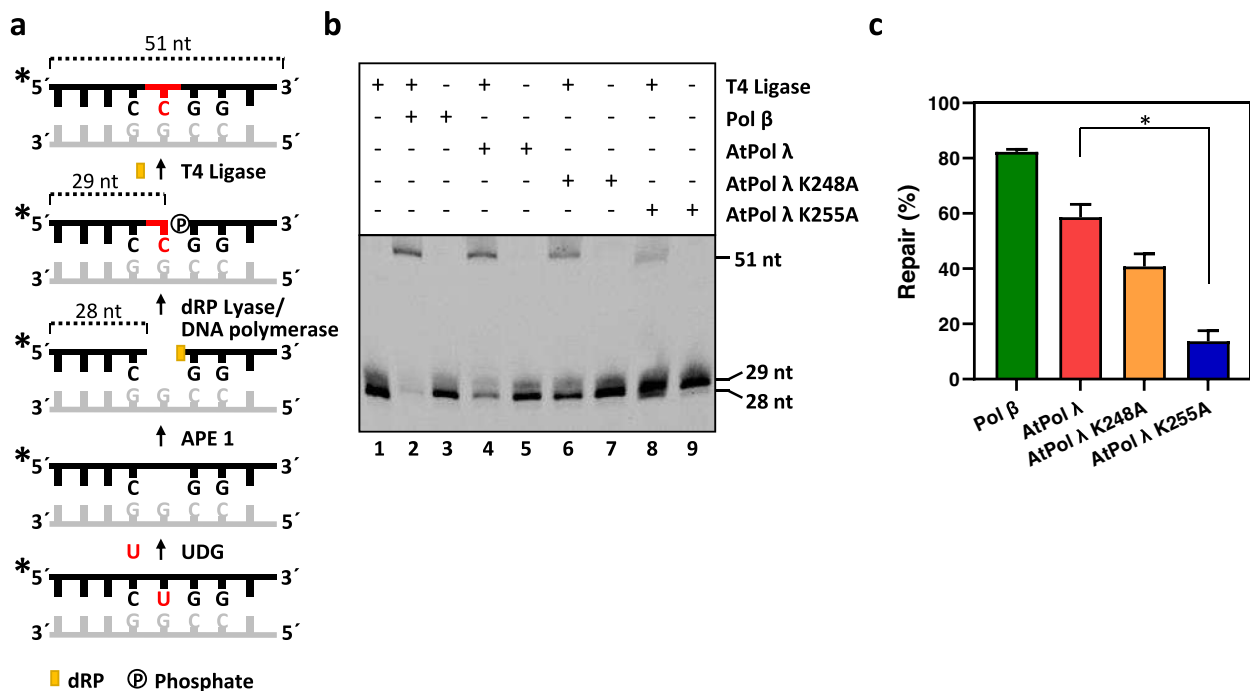 a
51 nt
* 5´ 3´
C C G G
G G C C
3´ 5´
T4 Ligase
29 nt
* 5´ P 3´
C C G G
G G C C
3´ 5´
dRP Lyase/
DNA polymerase
28 nt
* 5´ 3´
C G G
G G C C
3´ 5´
APE 1
* 5´ 3´
C G G
G G C C
3´ 5´
U UDG
* 5´ 3´
C U G G
G G C C
3´ 5´
dRP P Phosphate
b
+ + - + - + - + - T4 Ligase
- + + - - - - - - Pol β
- - - + + - - - - AtPol λ
- - - - - + + - - AtPol λ K248A
- - - - - - - + + AtPol λ K255A
51 nt
29 nt
28 nt
1 2 3 4 5 6 7 8 9
c
Repair (%)
100
80
60
40
20
0
*
Pol β
AtPol λ
AtPol λ K248A
AtPol λ K255A